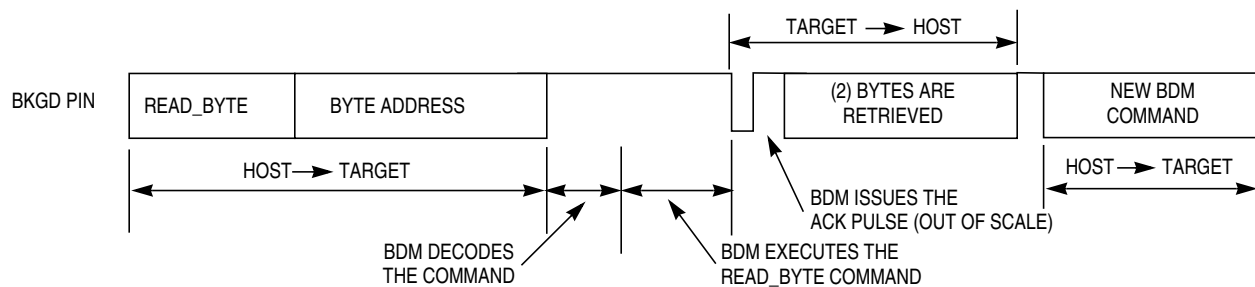 TARGET → HOST
BKGD PIN
READ_BYTE
BYTE ADDRESS
(2) BYTES ARE
RETRIEVED
NEW BDM
COMMAND
HOST → TARGET
HOST → TARGET
BDM ISSUES THE
ACK PULSE (OUT OF SCALE)
BDM DECODES
THE COMMAND
BDM EXECUTES THE
READ_BYTE COMMAND